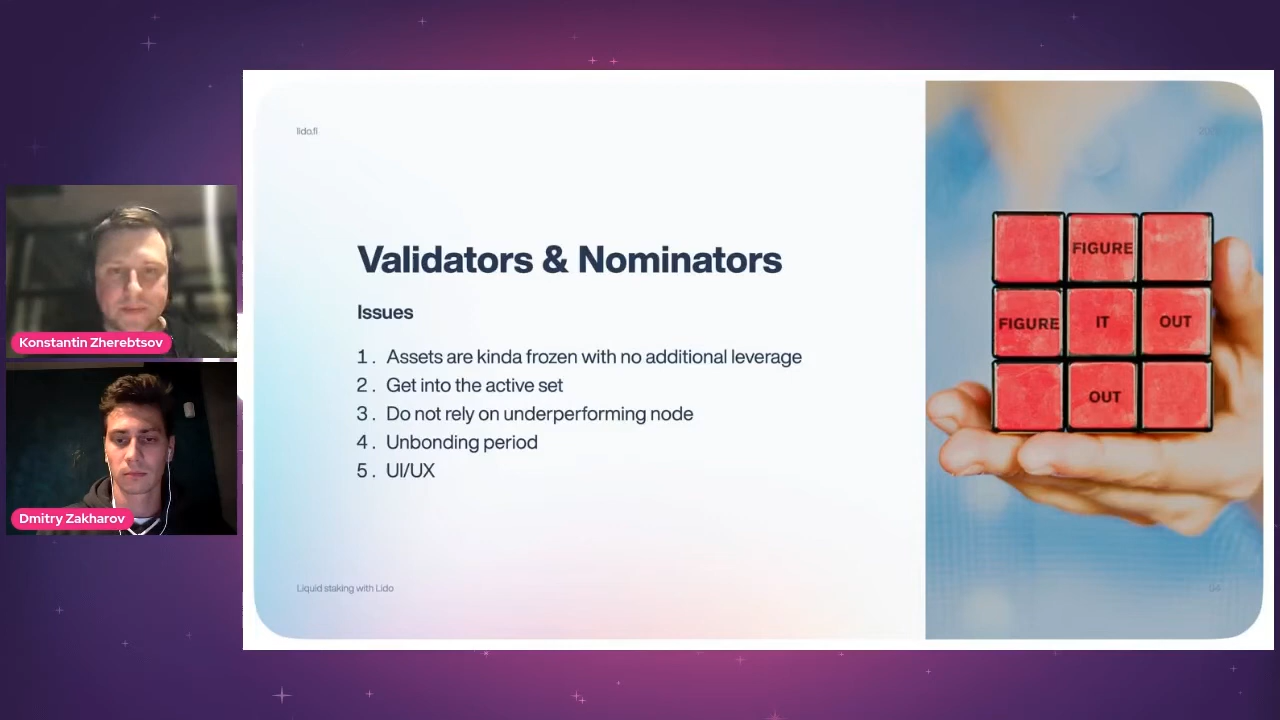 lido.fi
Validators & Nominators
Issues
1. Assets are kinda frozen with no additional leverage
2. Get into the active set
3. Do not rely on underperforming node
4. Unbonding period
5. UI/UX
Liquid staking with Lido
FIGURE
FIGURE IT OUT
OUT
Konstantin Zherebtsov
Dmitry Zakharov